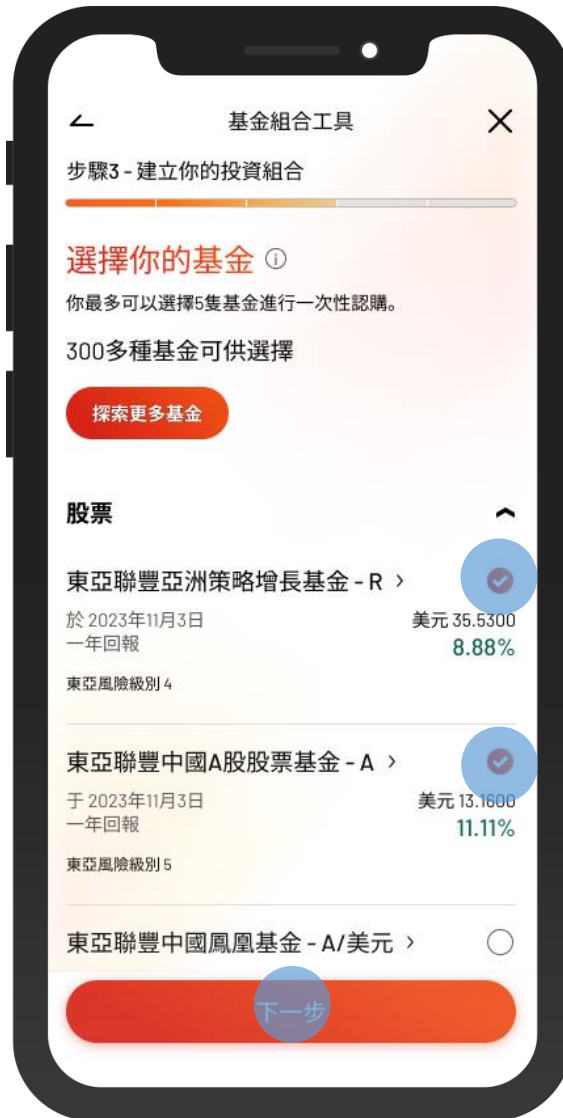 基金組合工具
步驟3 - 建立你的投資組合
選擇你的基金
你最多可以選擇5隻基金進行一次性認購。
300多種基金可供選擇
探索更多基金
股票
東亞聯豐亞洲策略增長基金 - R
於 2023年11月3日 美元 35.5300
一年回報 8.88%
東亞風險級別 4
東亞聯豐中國A股股票基金 - A
于 2023年11月3日 美元 13.1600
一年回報 11.11%
東亞風險級別 5
東亞聯豐中國鳳凰基金 - A/美元
下一步